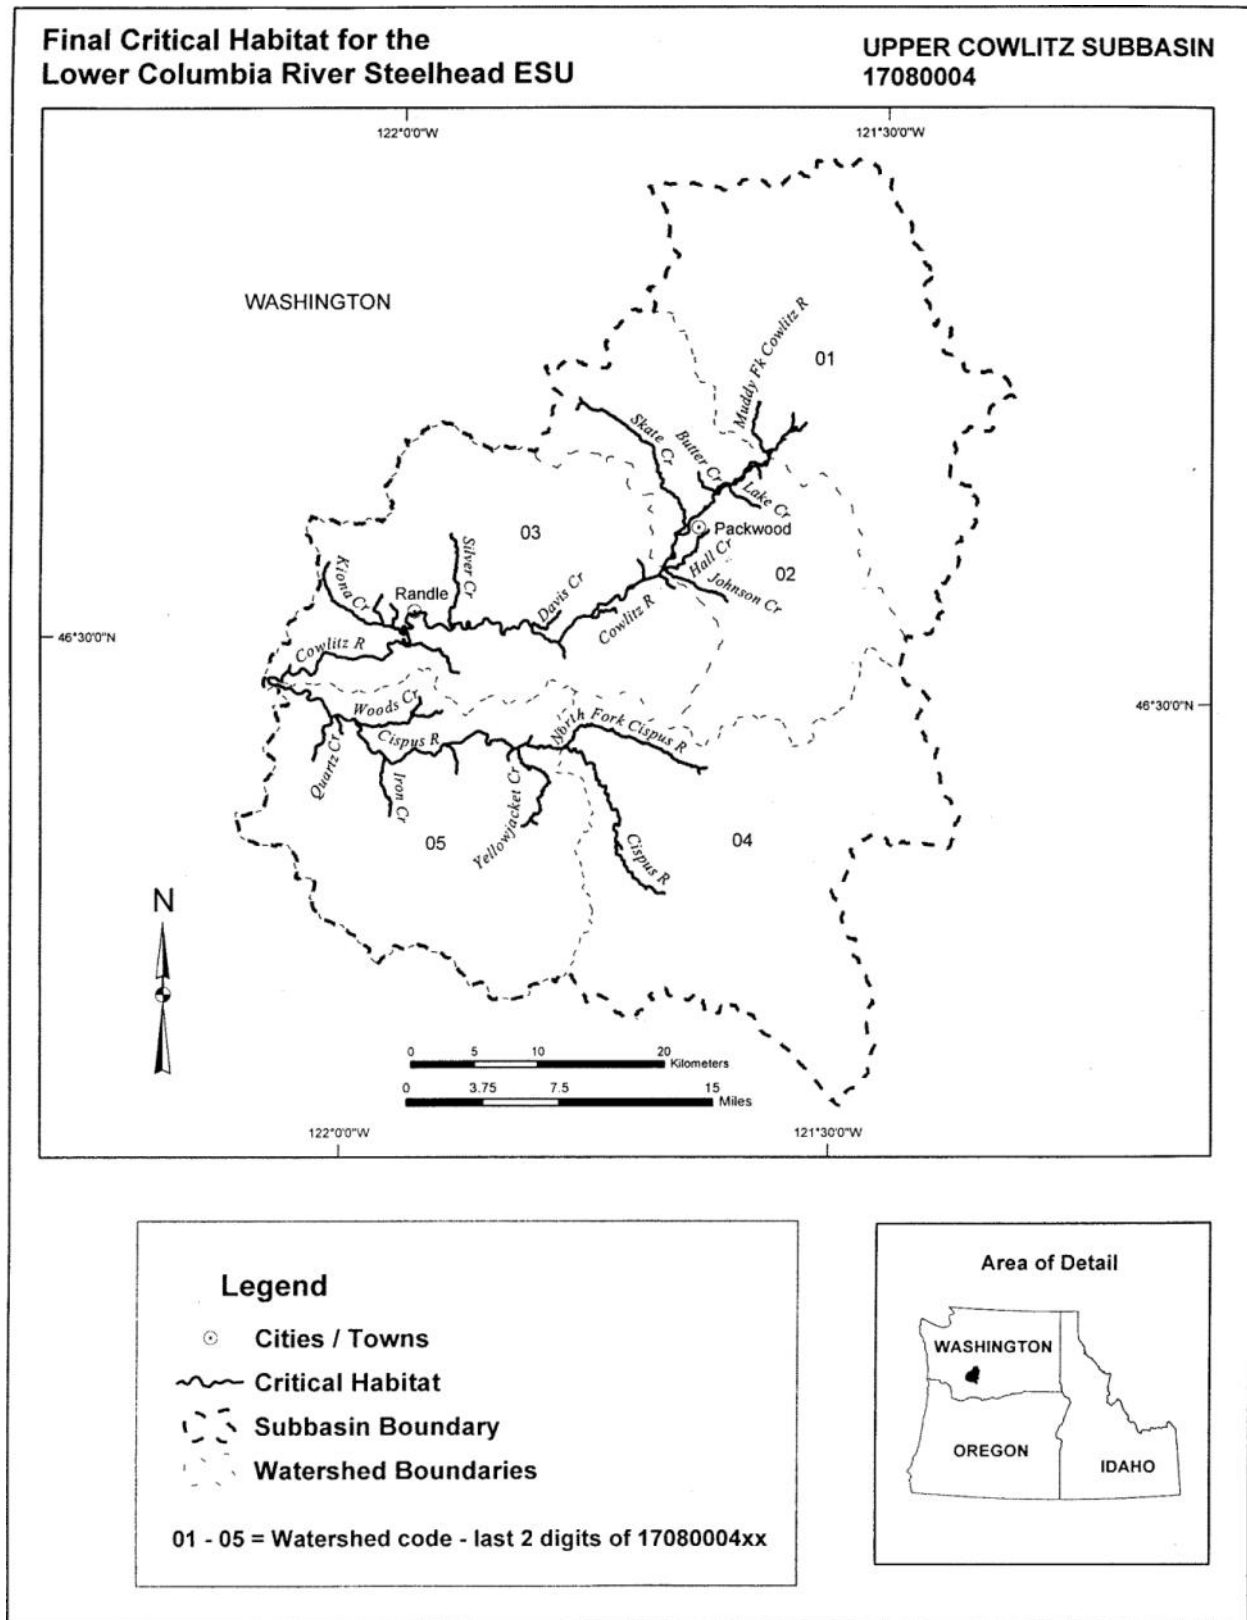 Final Critical Habitat for the
Lower Columbia River Steelhead ESU
UPPER COWLITZ SUBBASIN
17080004
122°0'0"W
121°30'0"W
WASHINGTON
Muddy Fk Cowlitz R
01
Skate Cr
Butter Cr
Lake Cr
Packwood
03
Hall Cr
02
Johnson Cr
Silver Cr
Kiona Cr
Randle
Davis Cr
Cowlitz R
46°30'0"N
Cowlitz R
46°30'0"N
Woods Cr
North Fork Cispus R
Cispus R
Quartz Cr
Iron Cr
Yellowjacket Cr
05
04
Cispus R
N
0 5 10 20
Kilometers
0 3.75 7.5 15
Miles
122°0'0"W
121°30'0"W
Legend
Cities / Towns
Critical Habitat
Subbasin Boundary
Watershed Boundaries
01 - 05 = Watershed code - last 2 digits of 17080004xx
Area of Detail
WASHINGTON
OREGON
IDAHO